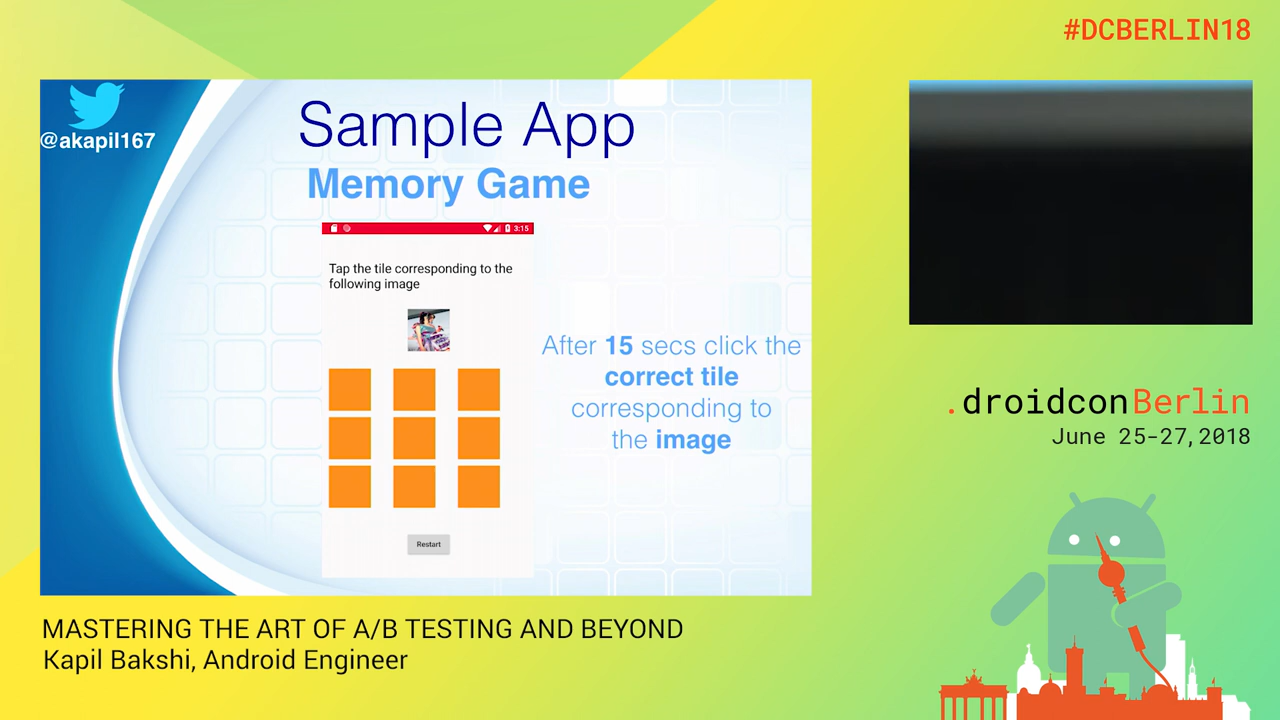 #DCBERLIN18
@akapil167
Sample App
Memory Game
3:15
Tap the tile corresponding to the
following image
After 15 secs click the
correct tile
corresponding to
the image
Restart
.droidconBerlin
June 25-27, 2018
MASTERING THE ART OF A/B TESTING AND BEYOND
Kapil Bakshi, Android Engineer